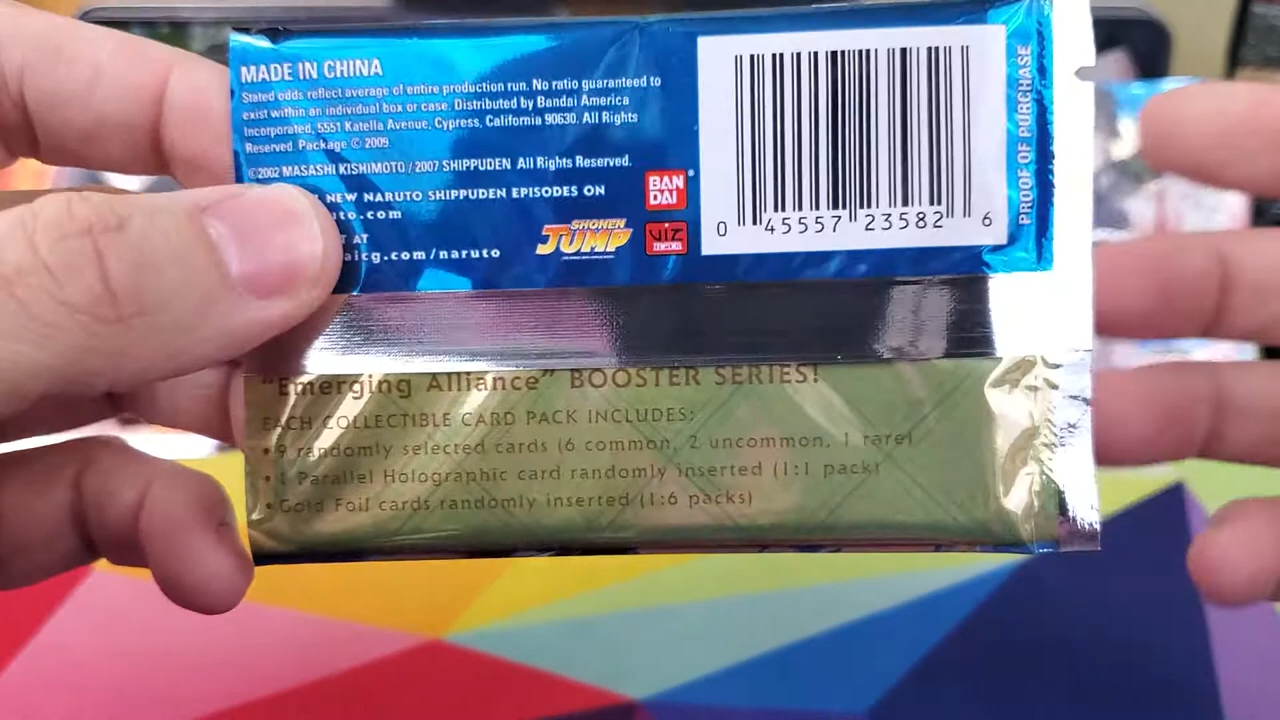 MADE IN CHINA
Stated odds reflect average of entire production run. No ratio guaranteed to
exist within an individual box or case. Distributed by Bandai America
Incorporated, 5551 Katella Avenue, Cypress, California 90630. All Rights
Reserved. Package © 2009.
©2002 MASASHI KISHIMOTO / 2007 SHIPPUDEN All Rights Reserved.
NEW NARUTO SHIPPUDEN EPISODES ON
uto.com
T AT
aicg.com/naruto
SHONEN
JUMP
BAN
DAI
®
VIZ
media
0 45557 23582 6
PROOF OF PURCHASE
"Emerging Alliance" BOOSTER SERIES!
EACH COLLECTIBLE CARD PACK INCLUDES:
• 9 randomly selected cards (6 common, 2 uncommon, 1 rare)
• 1 Parallel Holographic card randomly inserted (1:1 pack)
• Gold Foil cards randomly inserted (1:6 packs)